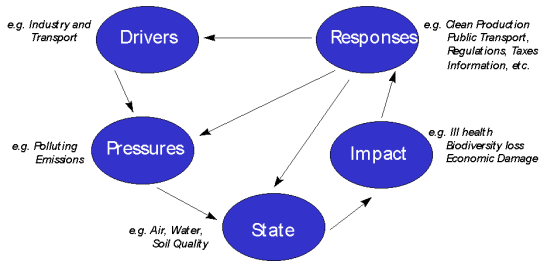 e.g. Industry and
Transport
Drivers
Responses
e.g. Clean Production
Public Transport,
Regulations, Taxes
Information, etc.
e.g. Polluting
Emissions
Pressures
Impact
e.g. Ill health
Biodiversity loss
Economic Damage
e.g. Air, Water,
Soil Quality
State